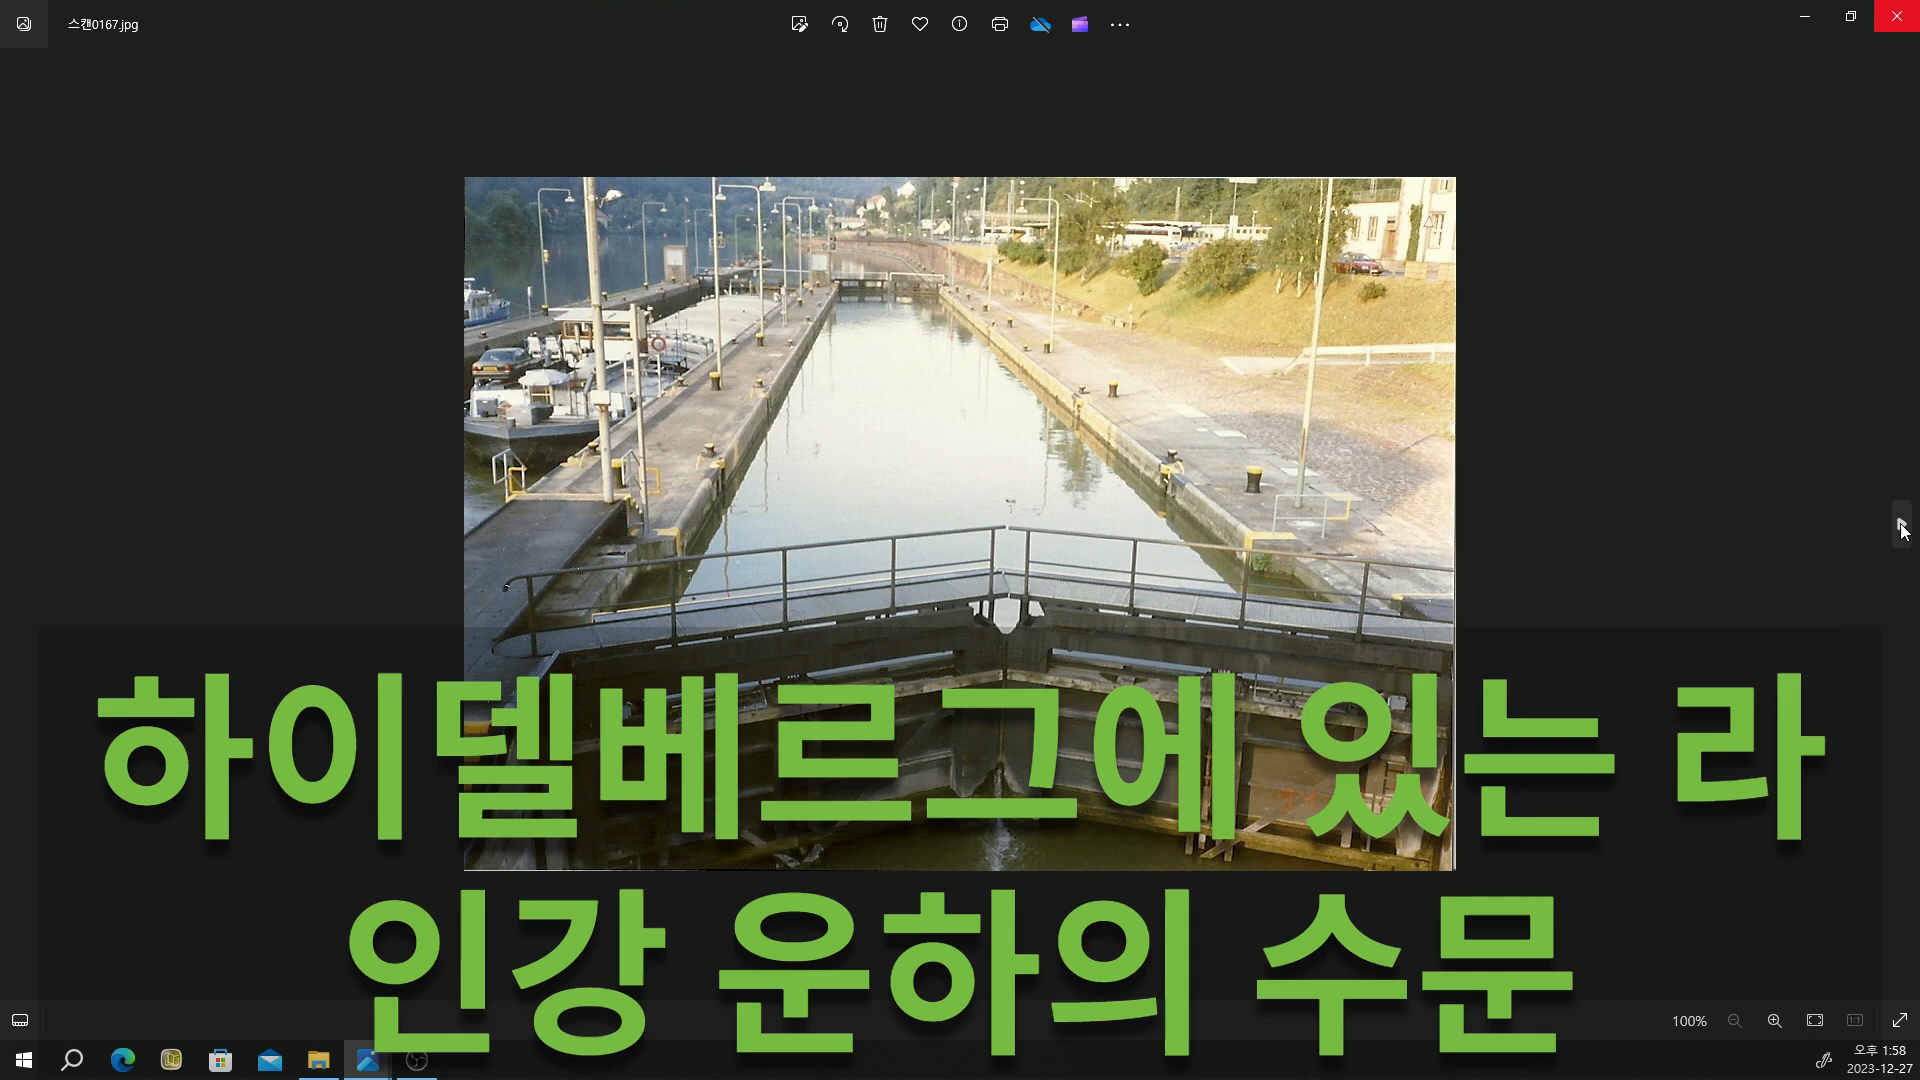 스캔0167.jpg
하이델베르그에 있는 라
인강 운하의 수문
100%
오후 1:58
2023-12-27